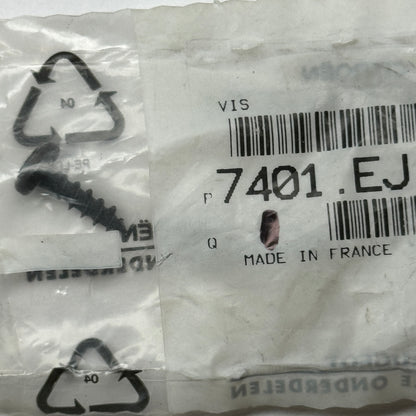 04
VIS
P 7401.EJ
Q
MADE IN FRANCE
ONDERDELEN
04
ONDERDELEN